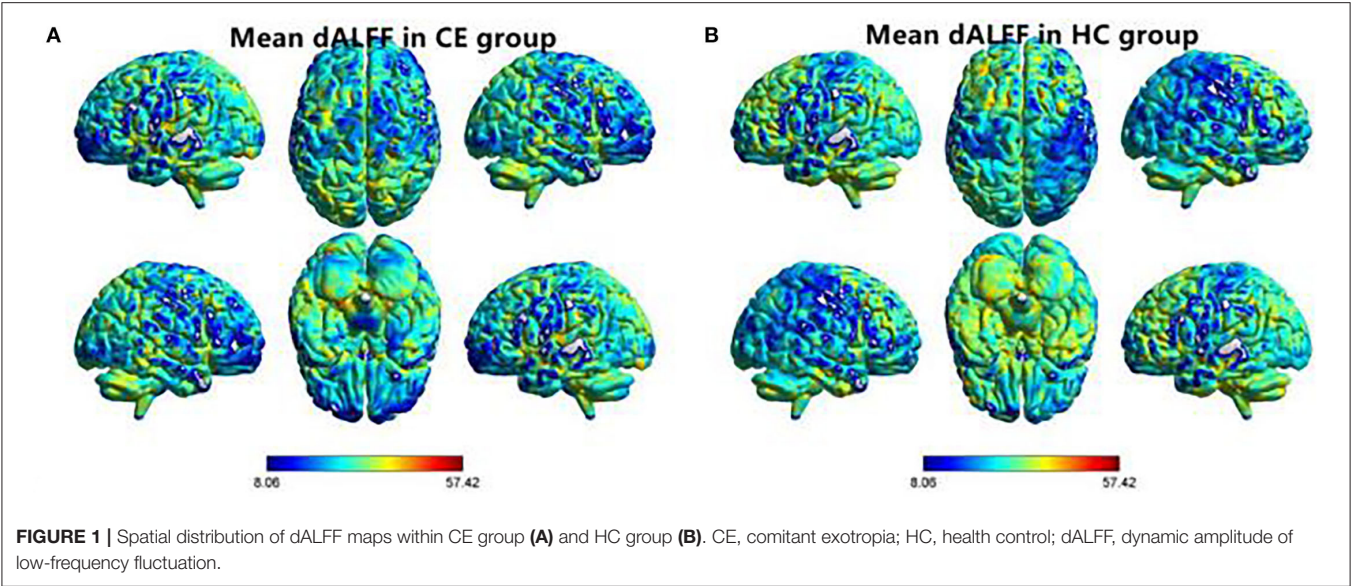 A
Mean dALFF in CE group
B
Mean dALFF in HC group
8.06
57.42
8.06
57.42
FIGURE 1 | Spatial distribution of dALFF maps within CE group (A) and HC group (B). CE, comitant exotropia; HC, health control; dALFF, dynamic amplitude of
low-frequency fluctuation.